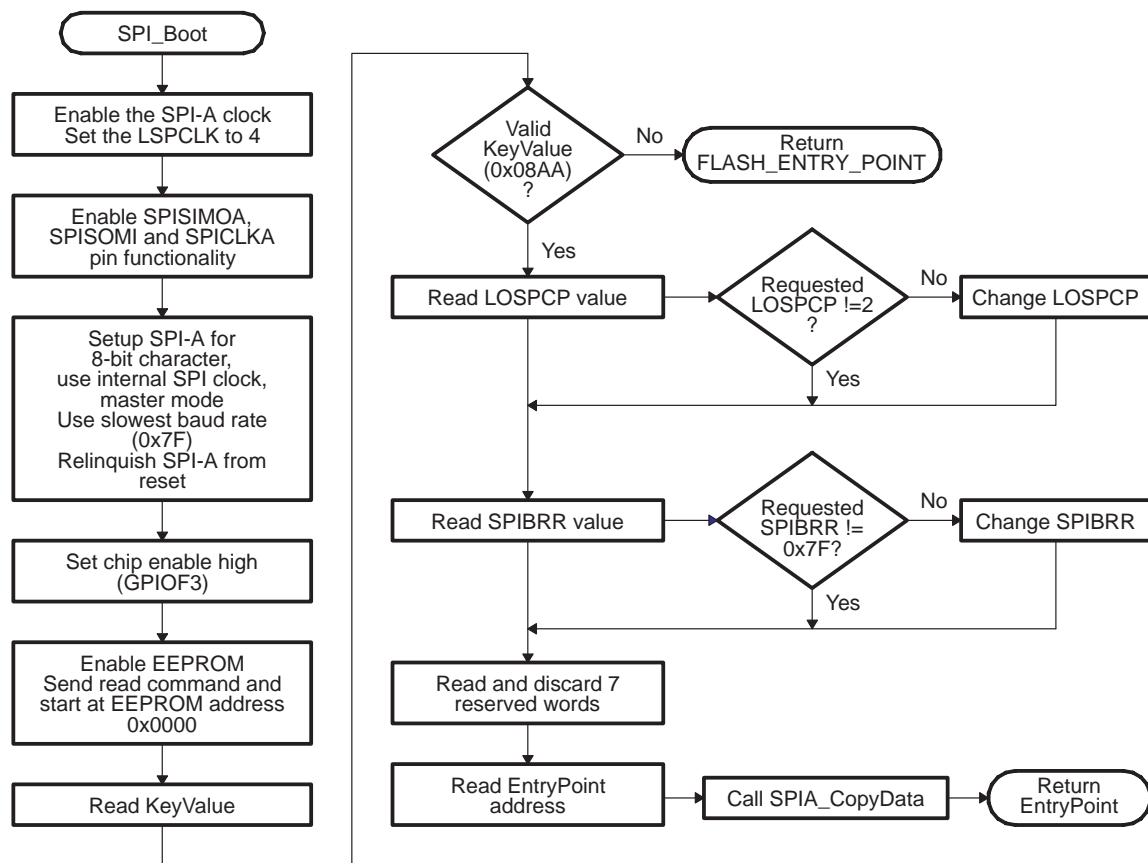 SPI_Boot
Enable the SPI-A clock
Set the LSPCLK to 4
Enable SPISIMOA,
SPISOMI and SPICLKA
pin functionality
Setup SPI-A for
8-bit character,
use internal SPI clock,
master mode
Use slowest baud rate
(0x7F)
Relinquish SPI-A from
reset
Set chip enable high
(GPIOF3)
Enable EEPROM
Send read command and
start at EEPROM address
0x0000
Read KeyValue
Valid
KeyValue
(0x08AA)
?
No
Return
FLASH_ENTRY_POINT
Yes
Read LOSPCP value
Requested
LOSPCP !=2
?
No
Change LOSPCP
Yes
Read SPIBRR value
Requested
SPIBRR !=
0x7F?
No
Change SPIBRR
Yes
Read and discard 7
reserved words
Read EntryPoint
address
Call SPIA_CopyData
Return
EntryPoint